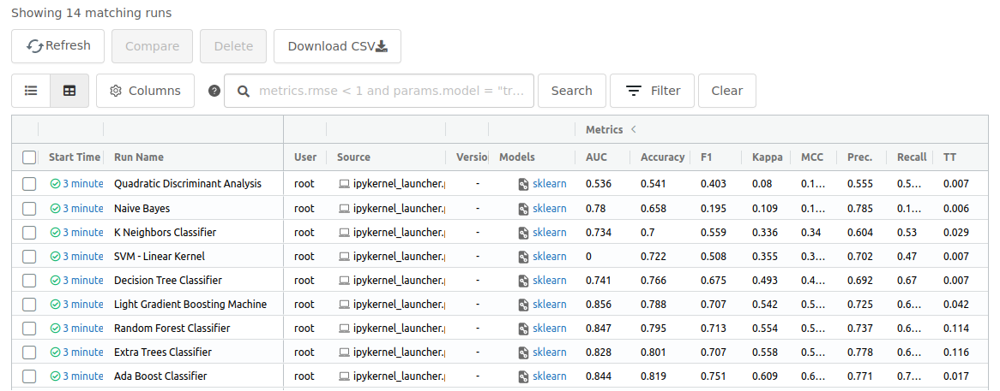 Showing 14 matching runs
Refresh Compare Delete Download CSV
Columns ? metrics.rmse < 1 and params.model = "tr... Search Filter Clear
Metrics <
Start Time Run Name User Source Versio Models AUC Accuracy F1 Kappa MCC Prec. Recall TT
3 minute Quadratic Discriminant Analysis root ipykernel_launcher.p - sklearn 0.536 0.541 0.403 0.08 0.1... 0.555 0.5... 0.007
3 minute Naive Bayes root ipykernel_launcher.p - sklearn 0.78 0.658 0.195 0.109 0.1... 0.785 0.1... 0.006
3 minute K Neighbors Classifier root ipykernel_launcher.p - sklearn 0.734 0.7 0.559 0.336 0.34 0.604 0.53 0.029
3 minute SVM - Linear Kernel root ipykernel_launcher.p - sklearn 0 0.722 0.508 0.355 0.3... 0.702 0.47 0.007
3 minute Decision Tree Classifier root ipykernel_launcher.p - sklearn 0.741 0.766 0.675 0.493 0.4... 0.692 0.67 0.007
3 minute Light Gradient Boosting Machine root ipykernel_launcher.p - sklearn 0.856 0.788 0.707 0.542 0.5... 0.725 0.6... 0.042
3 minute Random Forest Classifier root ipykernel_launcher.p - sklearn 0.847 0.795 0.713 0.554 0.5... 0.737 0.6... 0.114
3 minute Extra Trees Classifier root ipykernel_launcher.p - sklearn 0.828 0.801 0.707 0.558 0.5... 0.778 0.6... 0.116
3 minute Ada Boost Classifier root ipykernel_launcher.p - sklearn 0.844 0.819 0.751 0.609 0.6... 0.771 0.7... 0.017